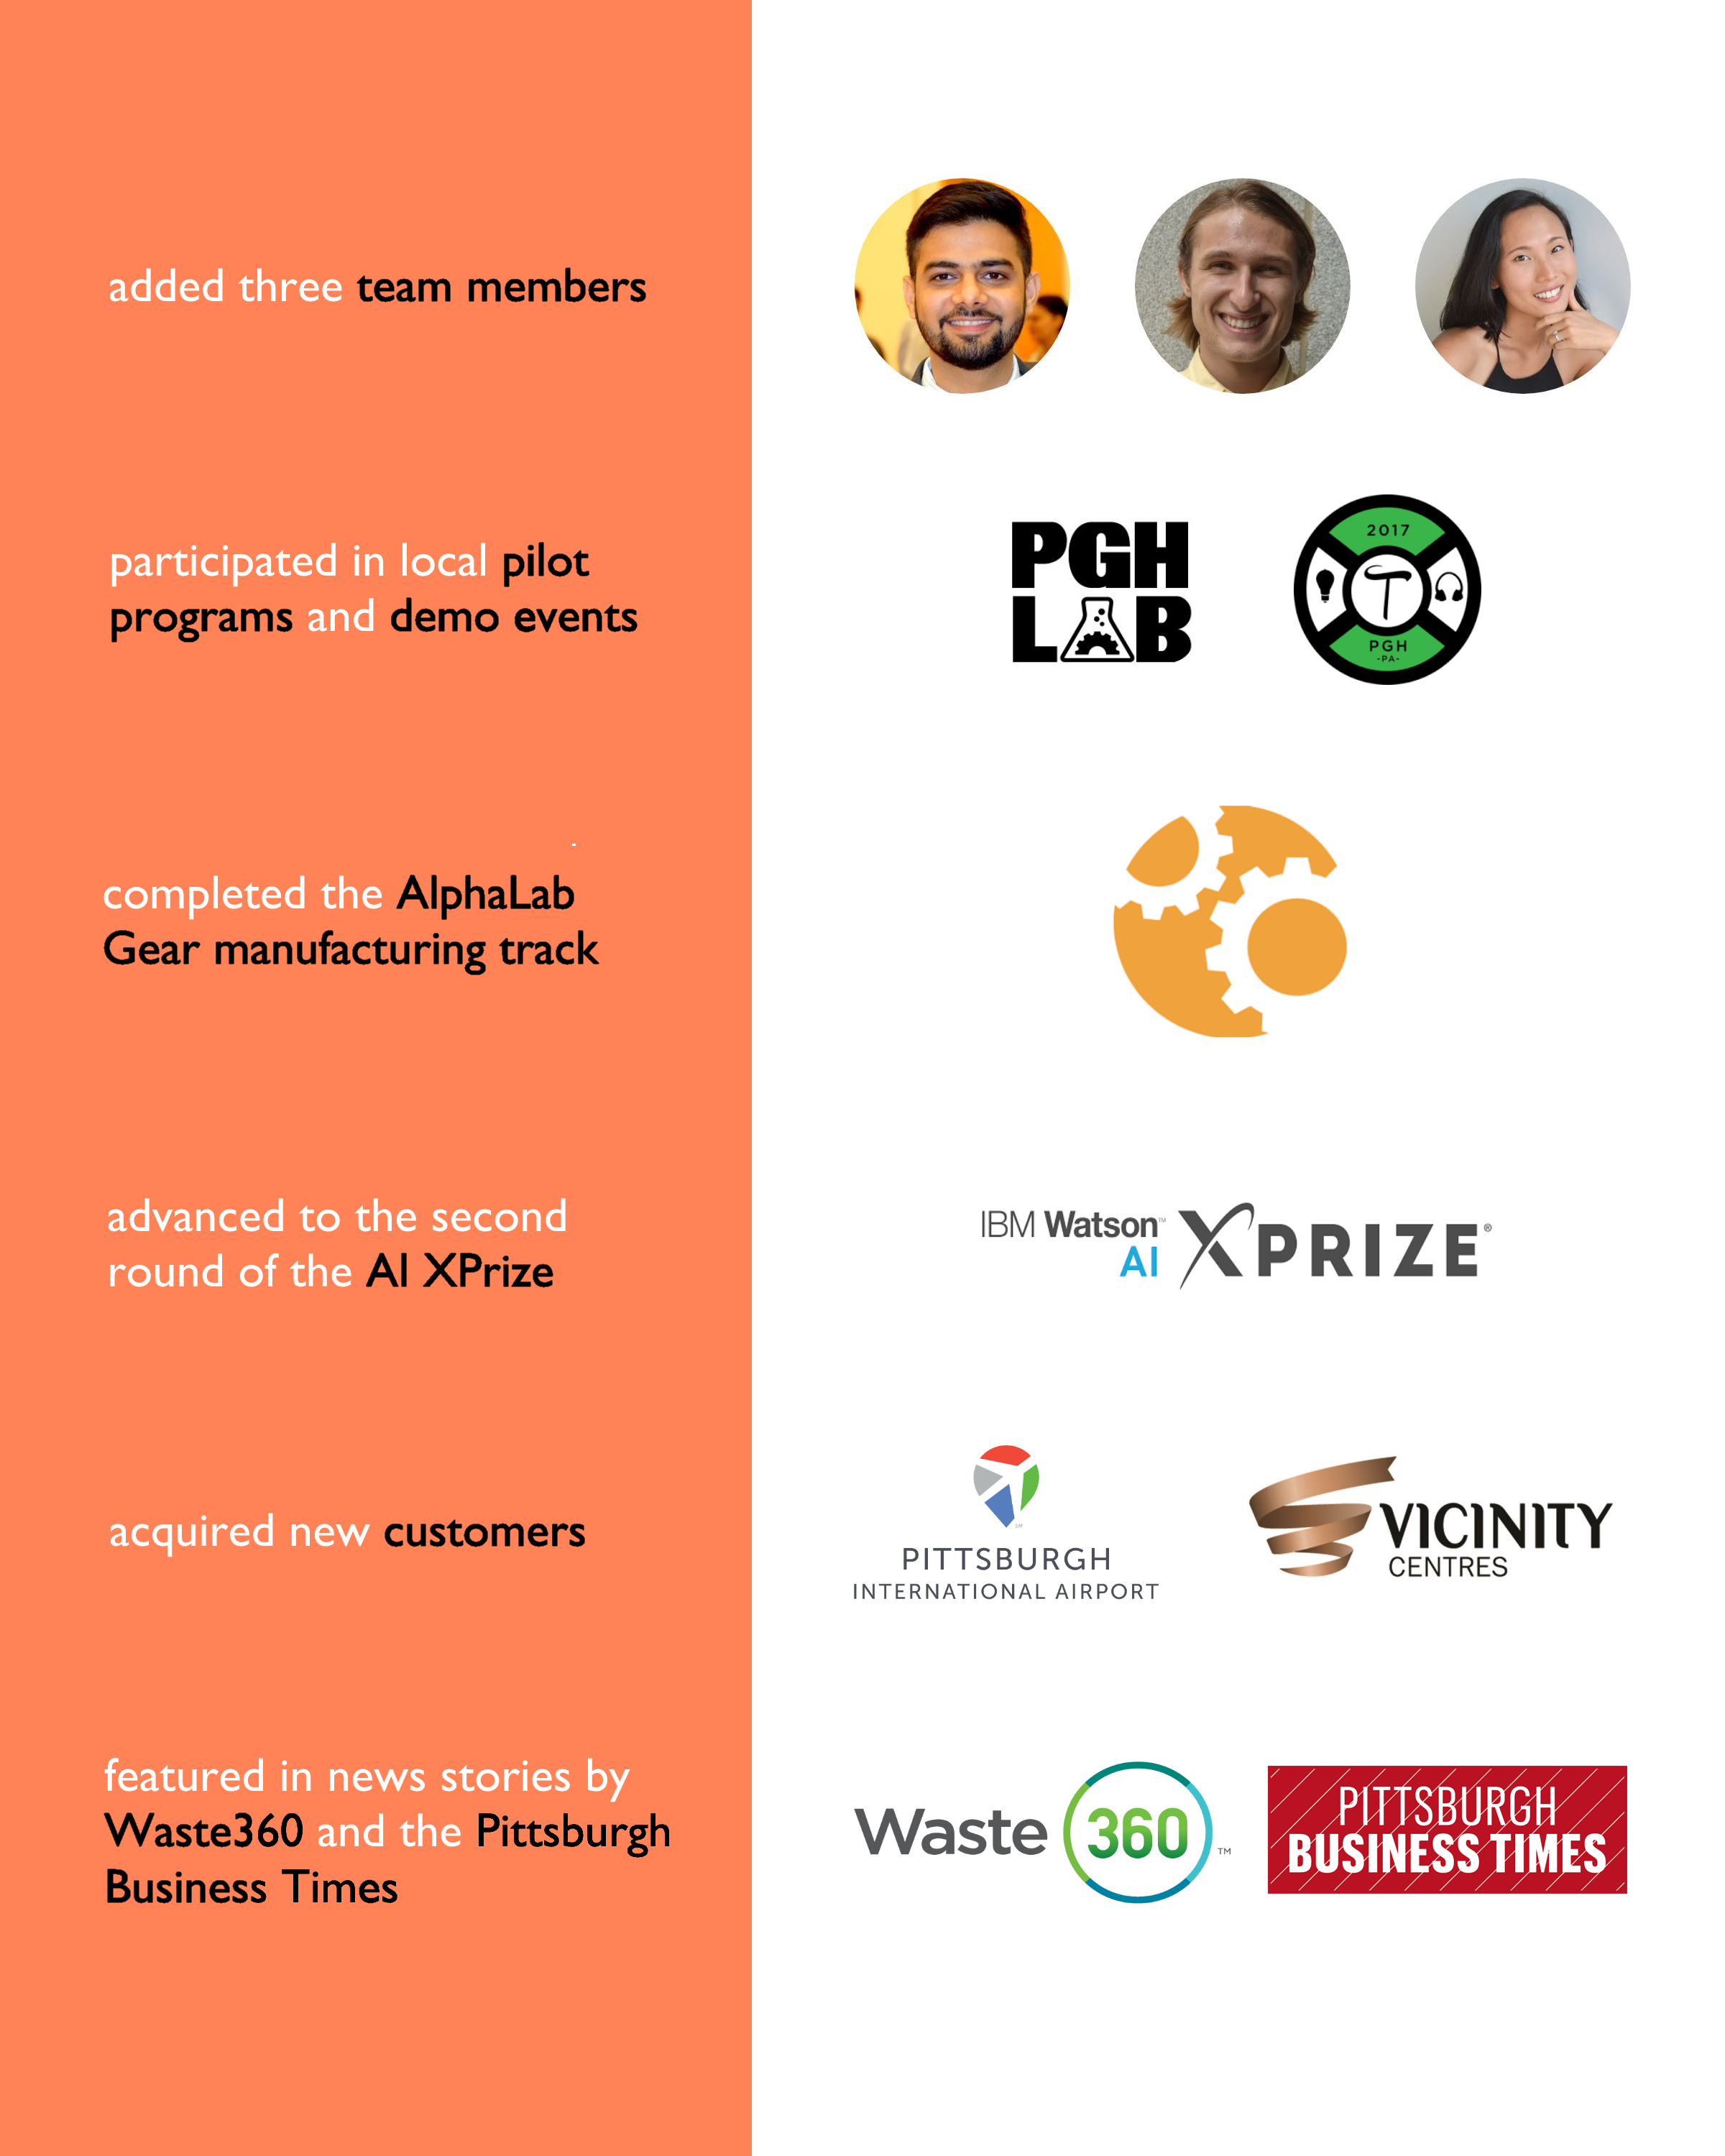 added three team members
participated in local pilot
programs and demo events
PGH
LAB
2017
T
PGH
-PA-
completed the AlphaLab
Gear manufacturing track
advanced to the second
round of the AI XPrize
IBM Watson™
AI
XPRIZE®
acquired new customers
SM
PITTSBURGH
INTERNATIONAL AIRPORT
VICINITY
CENTRES
featured in news stories by
Waste360 and the Pittsburgh
Business Times
Waste 360 ™
PITTSBURGH
BUSINESS TIMES